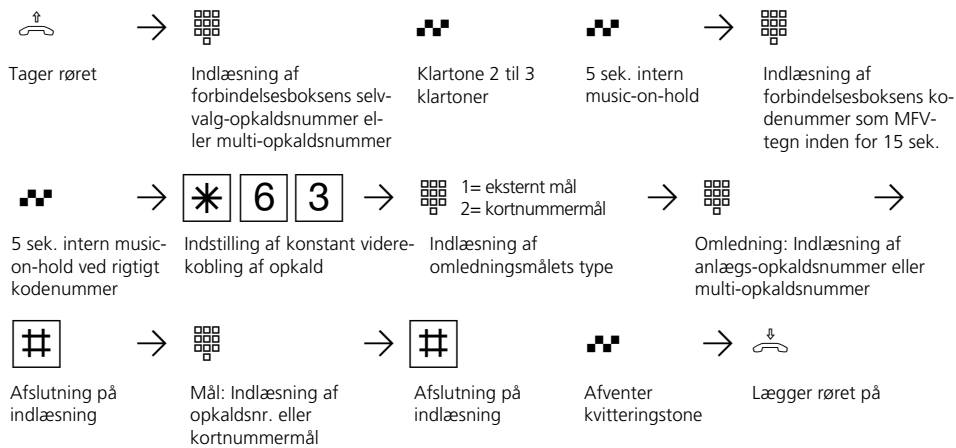 Tager røret
Indlæsning af
forbindelsesboksens selv-
valg-opkaldsnummer el-
ller multi-opkaldsnummer
Klartone 2 til 3
klartoner
5 sek. intern
music-on-hold
Indlæsning af
forbindelsesboksens ko-
denummer som MFV-
tegn inden for 15 sek.
* 6 3
1= eksternt mål
2= kortnummermål
5 sek. intern music-
on-hold ved rigtigt
kodenummer
Indstilling af konstant videre-
kobling af opkald
Indlæsning af
omledningsmålets type
Omledning: Indlæsning af
anlægs-opkaldsnummer eller
multi-opkaldsnummer
#
#
Afslutning på
indlæsning
Mål: Indlæsning af
opkaldsnr. eller
kortnummermål
Afslutning på
indlæsning
Afventer
kvitteringstone
Lægger røret på